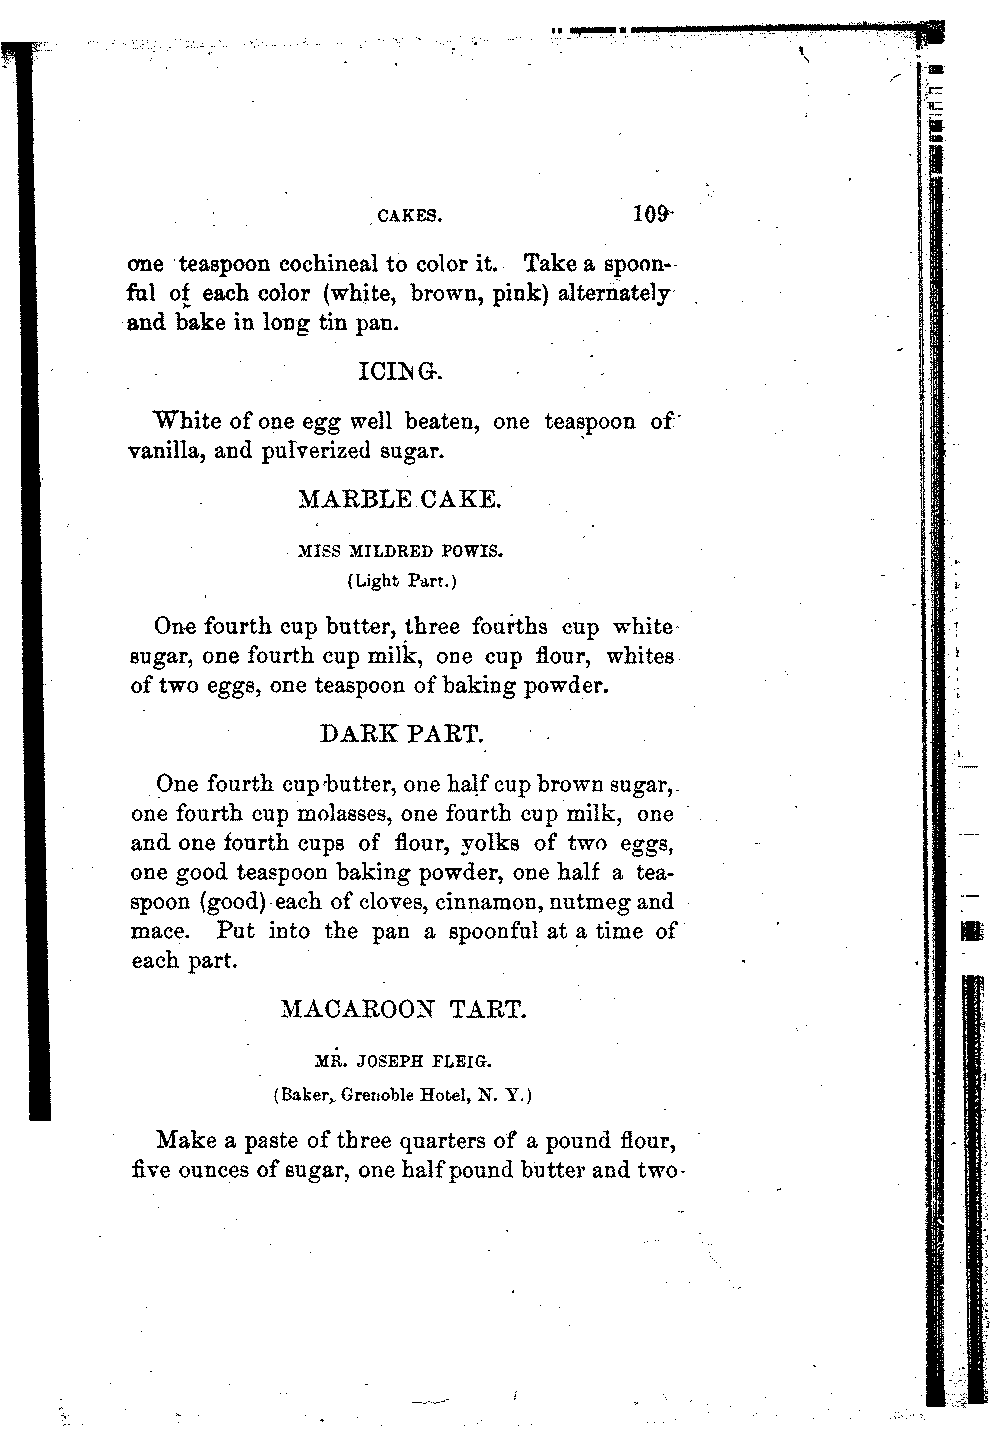 CAKES. 109
one teaspoon cochineal to color it. Take a spoon-
ful of each color (white, brown, pink) alternately
and bake in long tin pan.
ICING.
White of one egg well beaten, one teaspoon of
vanilla, and pulverized sugar.
MARBLE CAKE.
MISS MILDRED POWIS.
(Light Part.)
One fourth cup butter, three fourths cup white
sugar, one fourth cup milk, one cup flour, whites
of two eggs, one teaspoon of baking powder.
DARK PART.
One fourth cup butter, one half cup brown sugar,
one fourth cup molasses, one fourth cup milk, one
and one fourth cups of flour, yolks of two eggs,
one good teaspoon baking powder, one half a tea-
spoon (good) each of cloves, cinnamon, nutmeg and
mace. Put into the pan a spoonful at a time of
each part.
MACAROON TART.
MR. JOSEPH FLEIG.
(Baker, Grenoble Hotel, N. Y.)
Make a paste of three quarters of a pound flour,
five ounces of sugar, one half pound butter and two